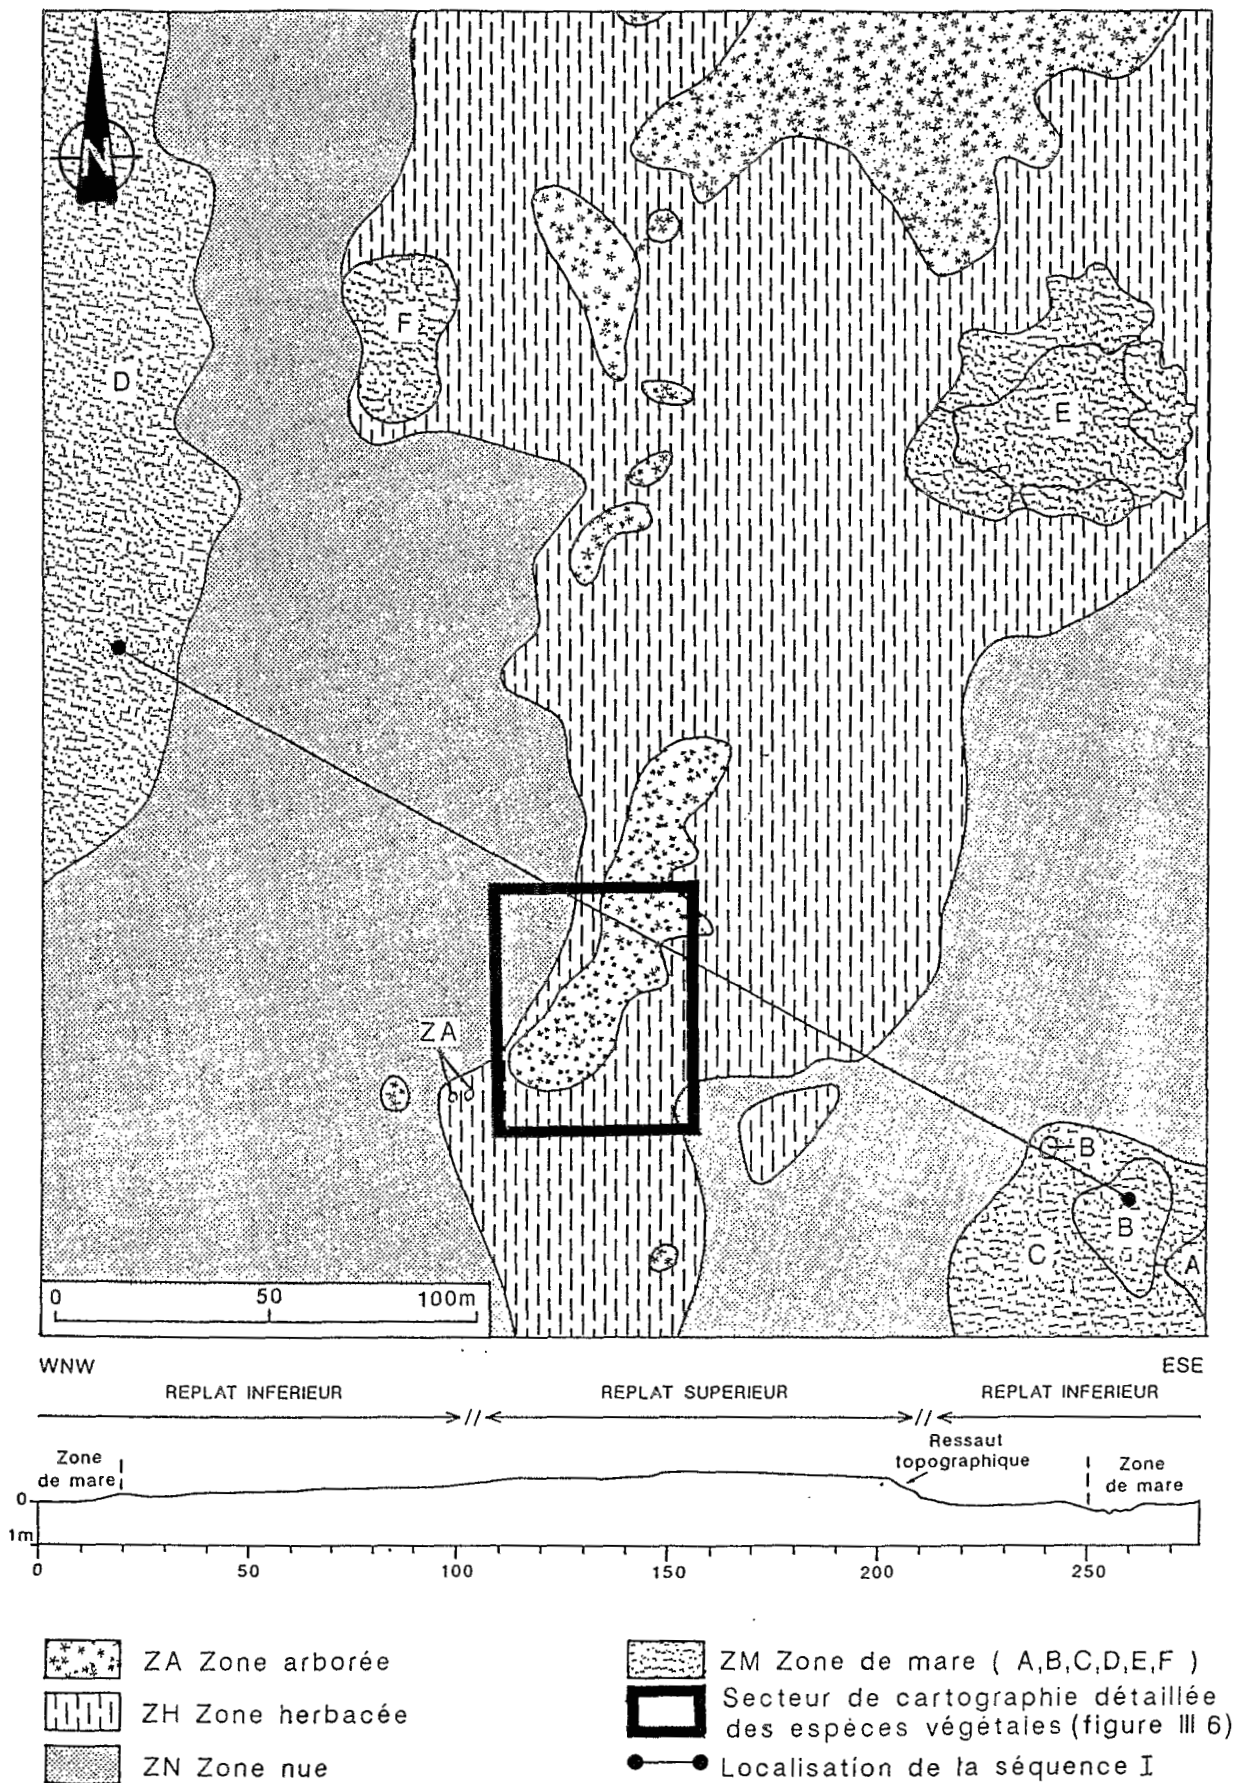 N
D
F
E
ZA
B
B
C
A
0 50 100m
WNW ESE
REPLAT INFERIEUR REPLAT SUPERIEUR REPLAT INFERIEUR
Ressaut
topographique
Zone
de mare
Zone
de mare
0
1m
0 50 100 150 200 250
ZA Zone arborée
ZH Zone herbacée
ZN Zone nue
ZM Zone de mare ( A,B,C,D,E,F )
Secteur de cartographie détaillée
des espèces végétales (figure III 6)
Localisation de la séquence I